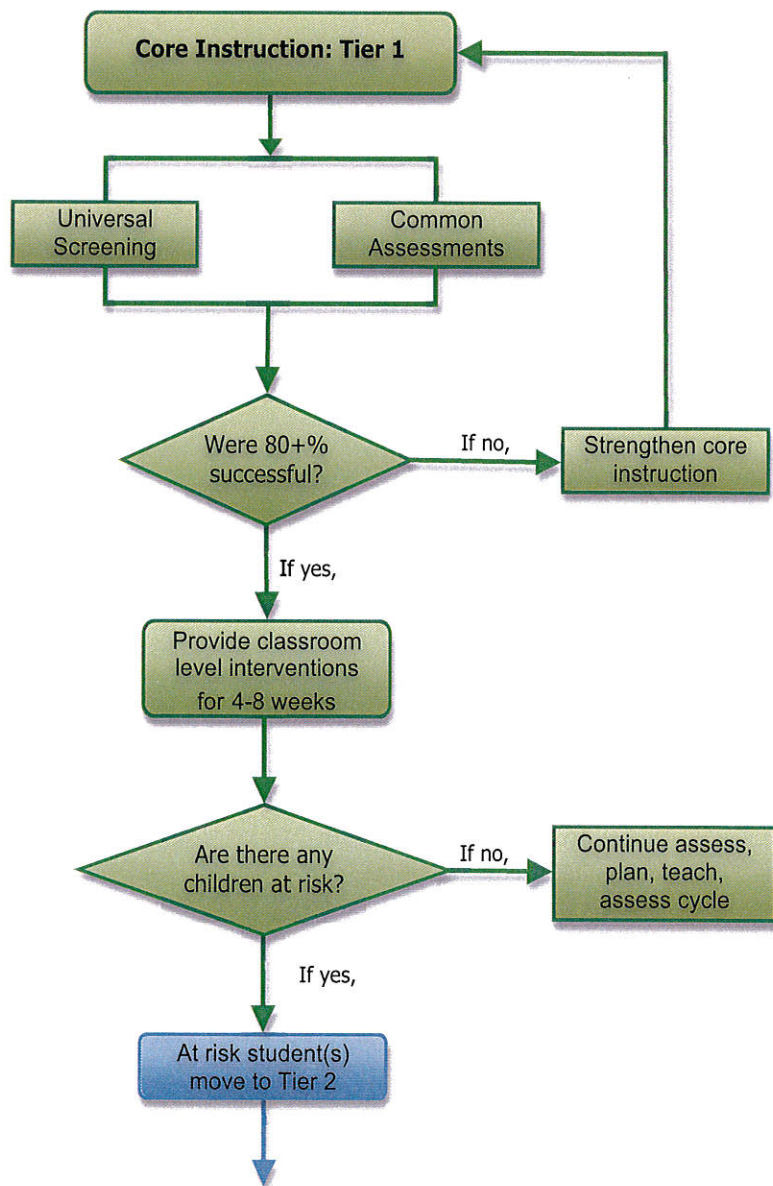 Core Instruction: Tier 1
Universal
Screening
Common
Assessments
Were 80+%
successful?
If no,
Strengthen core
instruction
If yes,
Provide classroom
level interventions
for 4-8 weeks
Are there any
children at risk?
If no,
Continue assess,
plan, teach,
assess cycle
If yes,
At risk student(s)
move to Tier 2